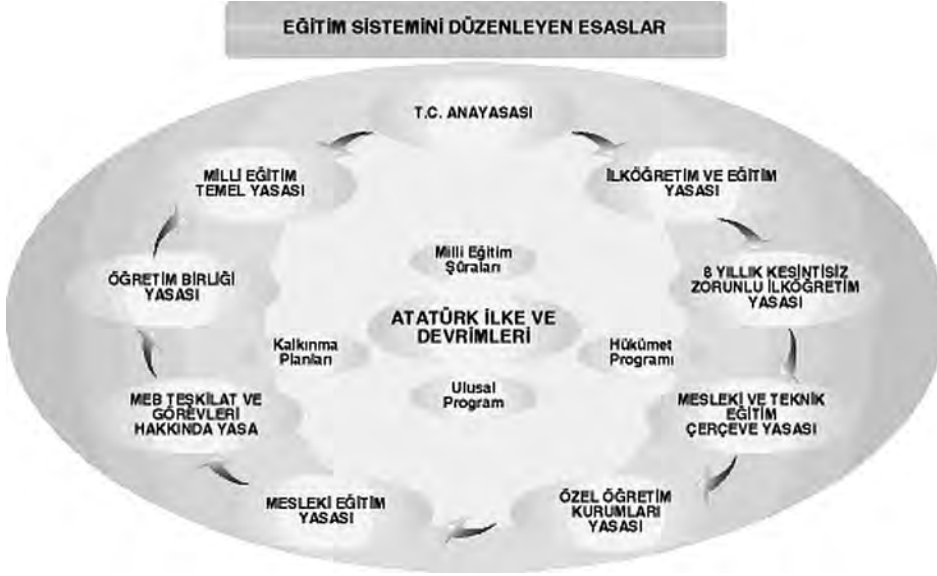 EĞİTİM SİSTEMİNİ DÜZENLEYEN ESASLAR
T.C. ANAYASASI
MİLLİ EĞİTİM
TEMEL YASASI
İLKÖĞRETİM VE EĞİTİM
YASASI
Milli Eğitim
Şûraları
ÖĞRETİM BİRLİĞİ
YASASI
8 YILLIK KESİNTİSİZ
ZORUNLU İLKÖĞRETİM
YASASI
ATATÜRK İLKE VE
DEVRİMLERİ
Kalkınma
Planları
Hükümet
Programı
Ulusal
Program
MEB TEŞKİLAT VE
GÖREVLERİ
HAKKINDA YASA
MESLEKİ VE TEKNİK
EĞİTİM
ÇERÇEVE YASASI
MESLEKİ EĞİTİM
YASASI
ÖZEL ÖĞRETİM
KURUMLARI
YASASI